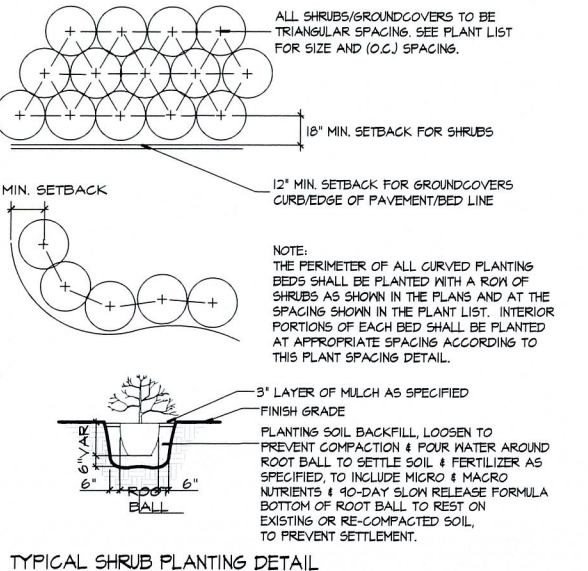 ALL SHRUBS/GROUNDCOVERS TO BE
TRIANGULAR SPACING. SEE PLANT LIST
FOR SIZE AND (O.C.) SPACING.
18" MIN. SETBACK FOR SHRUBS
12" MIN. SETBACK FOR GROUNDCOVERS
CURB/EDGE OF PAVEMENT/BED LINE
MIN. SETBACK
NOTE:
THE PERIMETER OF ALL CURVED PLANTING
BEDS SHALL BE PLANTED WITH A ROW OF
SHRUBS AS SHOWN IN THE PLANS AND AT THE
SPACING SHOWN IN THE PLANT LIST. INTERIOR
PORTIONS OF EACH BED SHALL BE PLANTED
AT APPROPRIATE SPACING ACCORDING TO
THIS PLANT SPACING DETAIL.
3" LAYER OF MULCH AS SPECIFIED
FINISH GRADE
PLANTING SOIL BACKFILL, LOOSEN TO
PREVENT COMPACTION & POUR WATER AROUND
ROOT BALL TO SETTLE SOIL & FERTILIZER AS
SPECIFIED, TO INCLUDE MICRO & MACRO
NUTRIENTS & 90-DAY SLOW RELEASE FORMULA
BOTTOM OF ROOT BALL TO REST ON
EXISTING OR RE-COMPACTED SOIL,
TO PREVENT SETTLEMENT.
6" VAR
6" 6"
ROOT
BALL
TYPICAL SHRUB PLANTING DETAIL